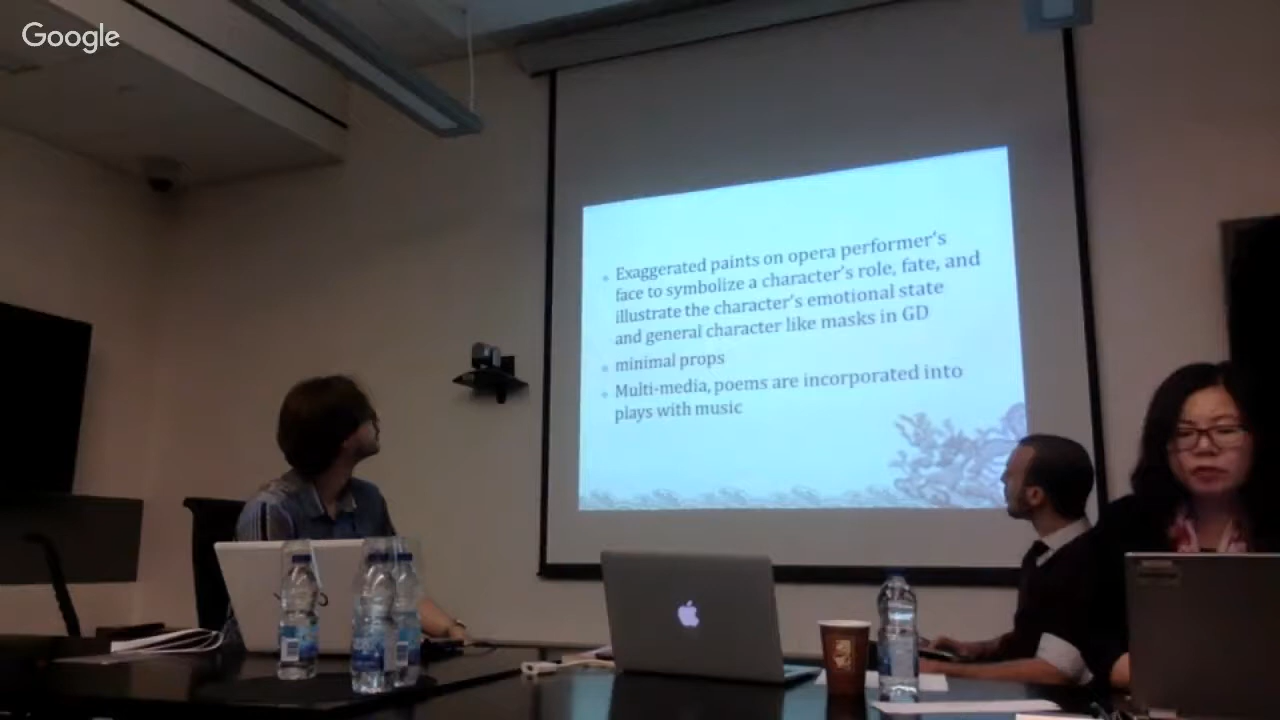 Google
Exaggerated paints on opera performer's
face to symbolize a character's role, fate, and
illustrate the character's emotional state
and general character like masks in GD
minimal props
Multi-media, poems are incorporated into
plays with music